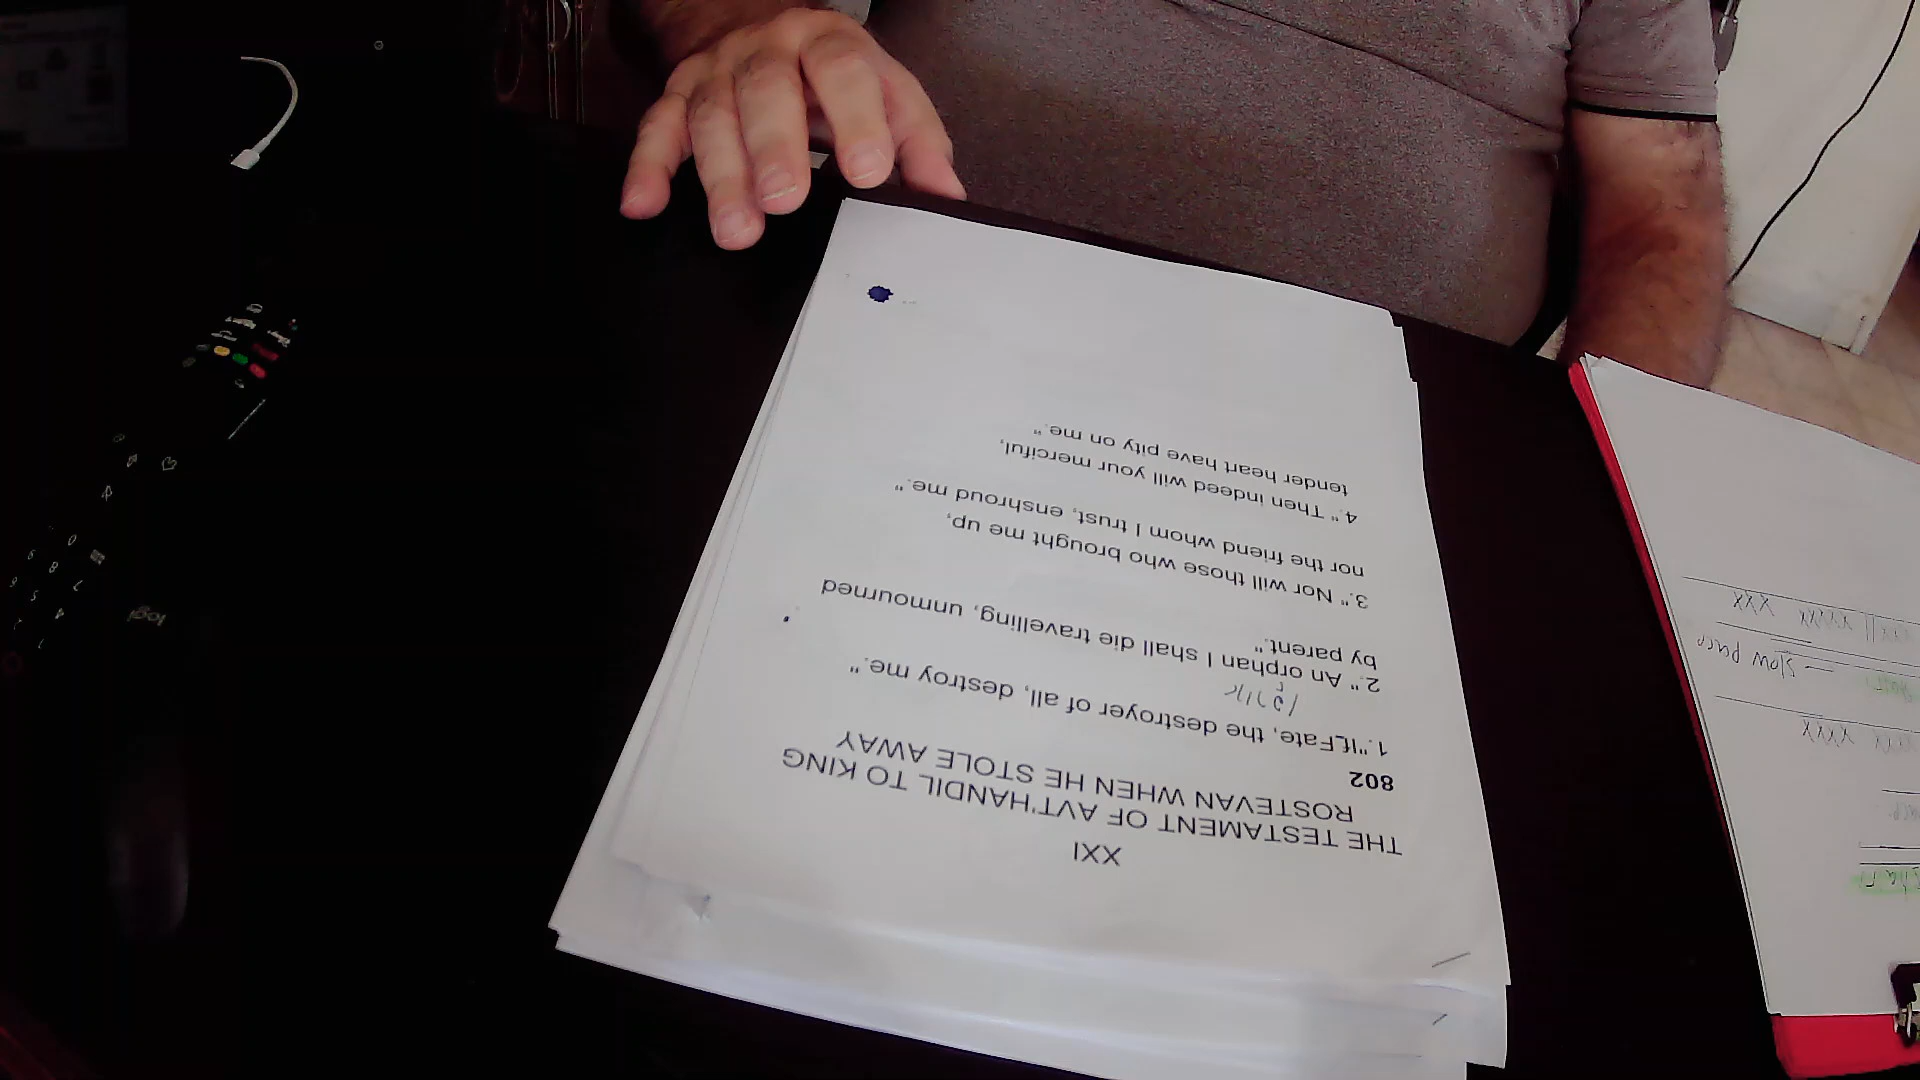 XXI
THE TESTAMENT OF AVT'HANDIL TO KING
ROSTEVAN WHEN HE STOLE AWAY
802
1."If Fate, the destroyer of all, destroy me."
2." An orphan I shall die travelling, unmourned
by parent."
3." Nor will those who brought me up,
nor the friend whom I trust, enshroud me."
4." Then indeed will your merciful,
tender heart have pity on me."
slow pace
xxxx
logi